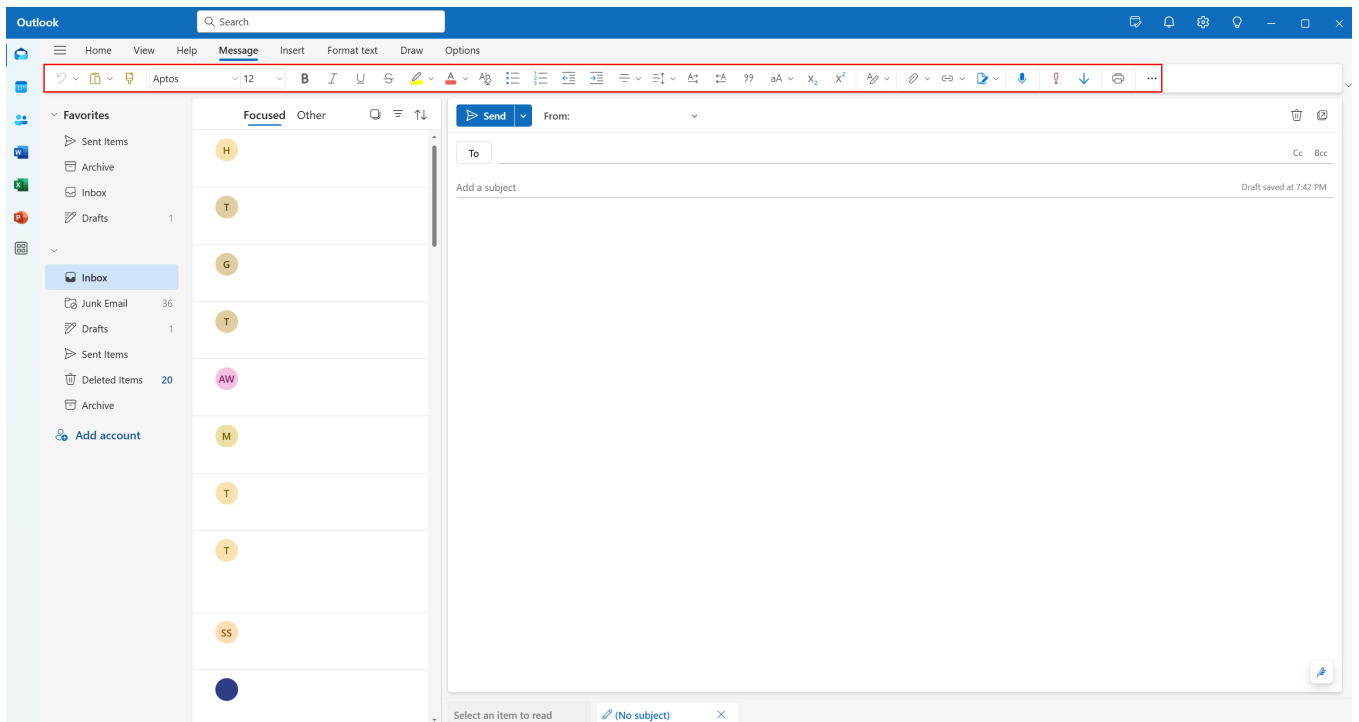 Outlook
Search
Home View Help Message Insert Format text Draw Options
Aptos 12
Favorites
Sent Items
Archive
Inbox
Drafts 1
Inbox
Junk Email 36
Drafts 1
Sent Items
Deleted Items 20
Archive
Add account
Focused Other
H
T
G
T
AW
M
T
T
SS
Send From:
To Cc Bcc
Add a subject Draft saved at 7:42 PM
Select an item to read (No subject)